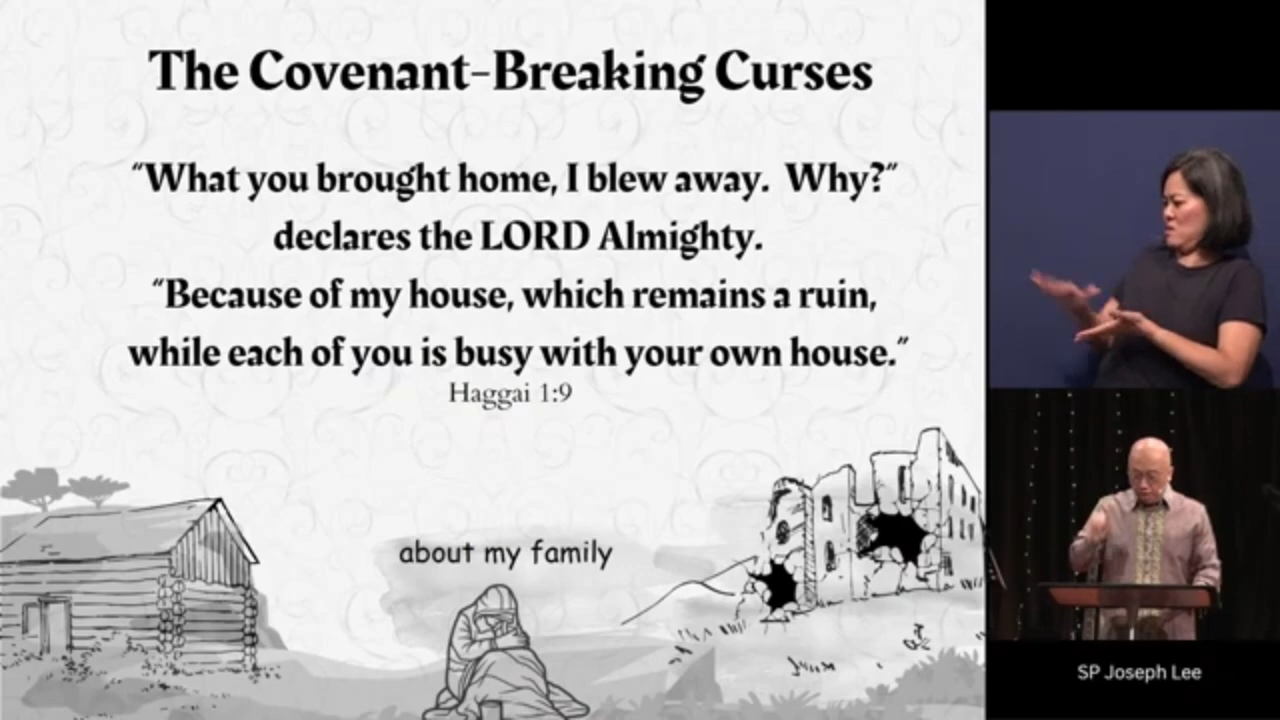 The Covenant-Breaking Curses
“What you brought home, I blew away.  Why?”
declares the LORD Almighty.
“Because of my house, which remains a ruin,
while each of you is busy with your own house.”
Haggai 1:9
about my family
SP Joseph Lee